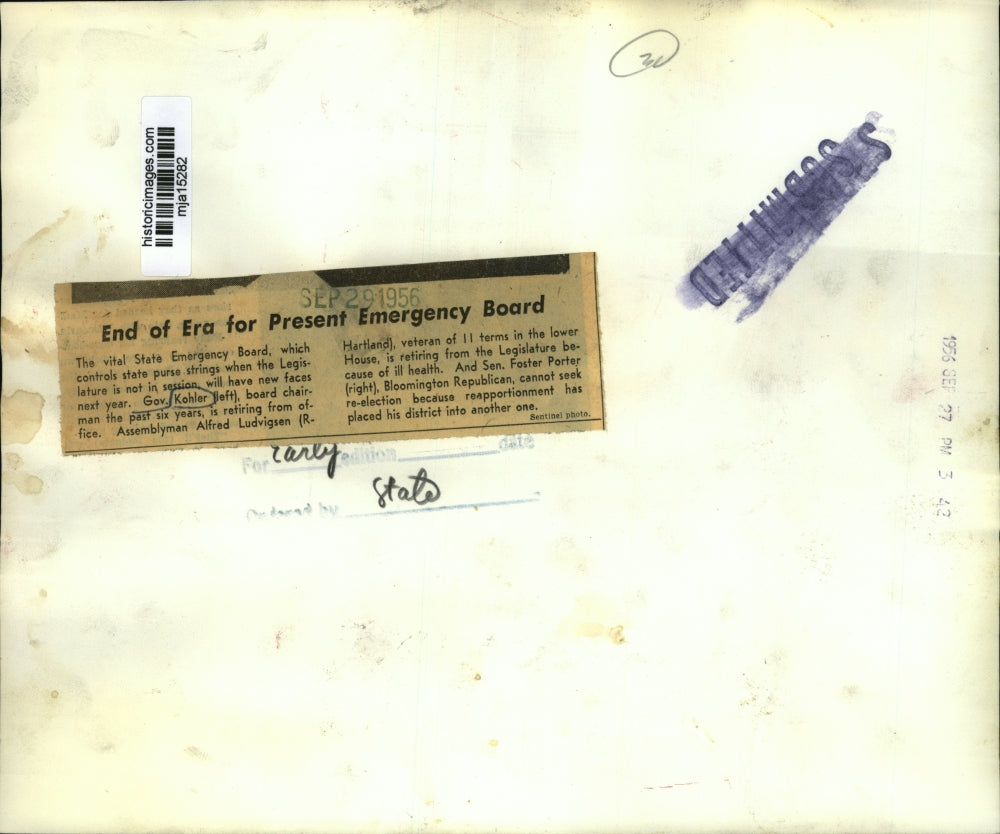 historicimages.com
mja15282
SEP 29 1956
End of Era for Present Emergency Board
The vital State Emergency Board, which
controls state purse strings when the Legis-
lature is not in session, will have new faces
next year. Gov. Kohler (left), board chair-
man the past six years, is retiring from of-
fice. Assemblyman Alfred Ludvigsen (R-
Hartland), veteran of 11 terms in the lower
House, is retiring from the Legislature be-
cause of ill health. And Sen. Foster Porter
(right), Bloomington Republican, cannot seek
re-election because reapportionment has
placed his district into another one.
Sentinel photo.
For Early edition date
Ordered by State
1956 SEP 27 PM 3 42